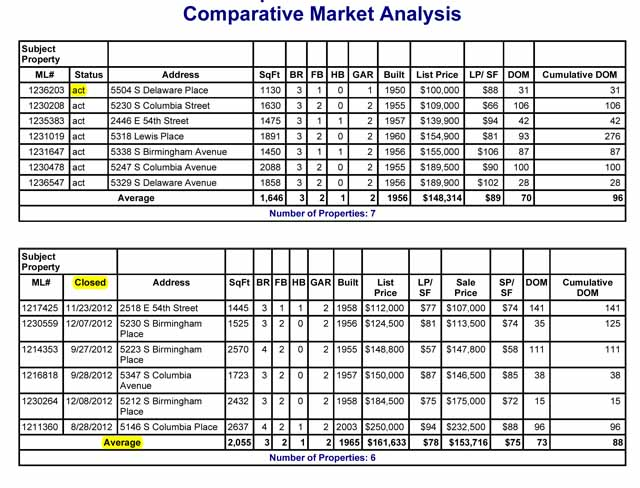 Comparative Market Analysis
Subject
Property
ML# Status Address SqFt BR FB HB GAR Built List Price LP/ SF DOM Cumulative DOM
1236203 act 5504 S Delaware Place 1130 3 1 0 1 1950 $100,000 $88 31 31
1230208 act 5230 S Columbia Street 1630 3 2 0 2 1955 $109,000 $66 106 106
1235383 act 2446 E 54th Street 1475 3 1 1 2 1957 $139,900 $94 42 42
1231019 act 5318 Lewis Place 1891 3 2 0 2 1960 $154,900 $81 93 276
1231647 act 5338 S Birmingham Avenue 1450 3 1 1 2 1956 $155,000 $106 87 87
1230478 act 5247 S Columbia Avenue 2088 3 2 0 2 1955 $189,500 $90 100 100
1236547 act 5329 S Delaware Avenue 1858 3 2 0 2 1956 $189,900 $102 28 28
Average 1,646 3 2 1 2 1956 $148,314 $89 70 96
Number of Properties: 7
Subject
Property
ML# Closed Address SqFt BR FB HB GAR Built List LP/ Sale SP/ DOM Cumulative
Price SF Price SF DOM
1217425 11/23/2012 2518 E 54th Street 1445 3 1 1 2 1958 $112,000 $77 $107,000 $74 141 141
1230559 12/07/2012 5230 S Birmingham 1525 3 2 0 2 1956 $124,500 $81 $113,500 $74 35 125
Place
1214353 9/27/2012 5223 S Birmingham 2570 4 2 0 2 1955 $148,800 $57 $147,800 $58 111 111
Place
1216818 9/28/2012 5347 S Columbia 1723 3 2 0 2 1957 $150,000 $87 $146,500 $85 38 38
Avenue
1230264 12/08/2012 5212 S Birmingham 2432 3 2 0 2 1958 $184,500 $75 $175,000 $72 15 15
Place
1211360 8/28/2012 5146 S Columbia Place 2637 4 2 1 2 2003 $250,000 $94 $232,500 $88 96 96
Average 2,055 3 2 1 2 1965 $161,633 $78 $153,716 $75 73 88
Number of Properties: 6